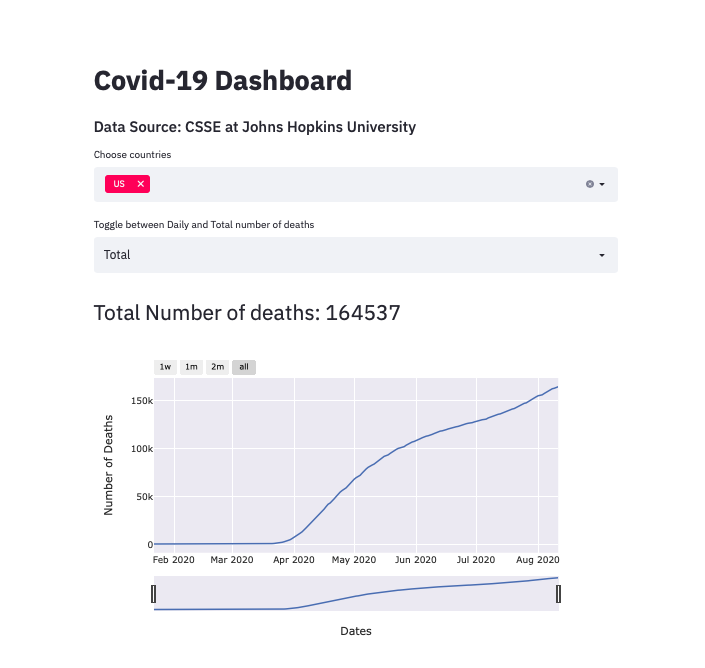 Covid-19 Dashboard
Data Source: CSSE at Johns Hopkins University
Choose countries
US
Toggle between Daily and Total number of deaths
Total
Total Number of deaths: 164537
1w 1m 2m all
150k
100k
50k
0
Number of Deaths
Feb 2020 Mar 2020 Apr 2020 May 2020 Jun 2020 Jul 2020 Aug 2020
Dates